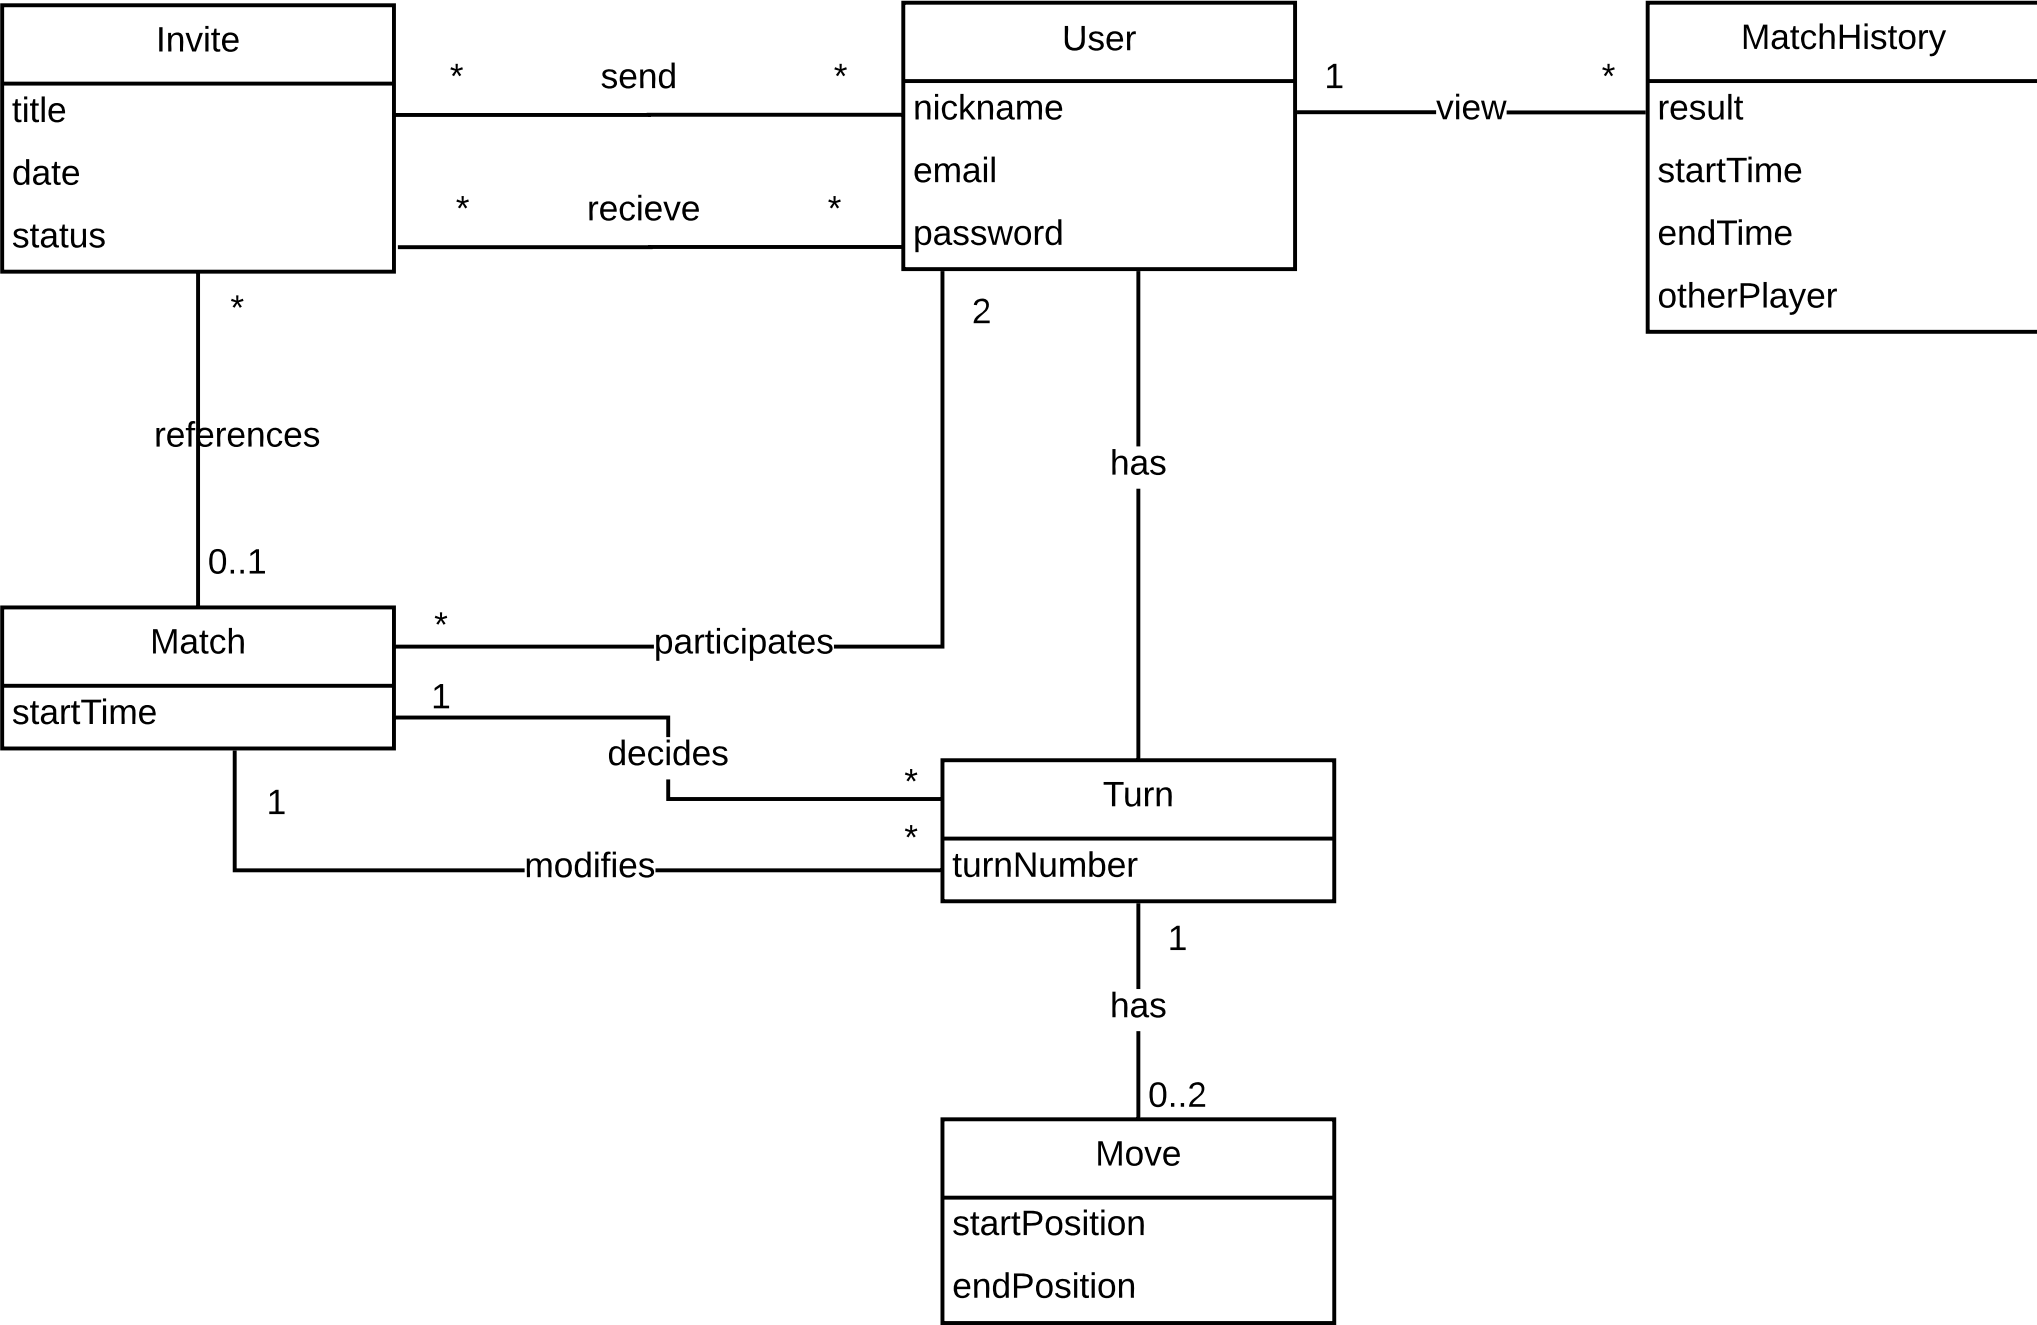 Invite
title
date
status
* send *
* recieve *
User
nickname
email
password
1 view *
MatchHistory
result
startTime
endTime
otherPlayer
*
references
0..1
2
has
Match
startTime
* participates
1
decides
*
1
modifies
*
Turn
turnNumber
1
has
0..2
Move
startPosition
endPosition